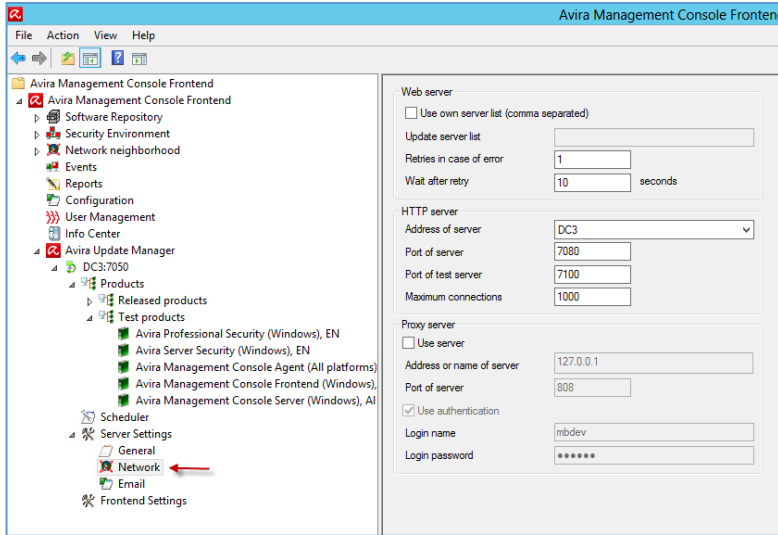 Avira Management Console Fronten
File Action View Help
Avira Management Console Frontend
Avira Management Console Frontend
Software Repository
Security Environment
Network neighborhood
Events
Reports
Configuration
User Management
Info Center
Avira Update Manager
DC3:7050
Products
Released products
Test products
Avira Professional Security (Windows), EN
Avira Server Security (Windows), EN
Avira Management Console Agent (All platforms)
Avira Management Console Frontend (Windows),
Avira Management Console Server (Windows), Al
Scheduler
Server Settings
General
Network
Email
Frontend Settings
Web server
Use own server list (comma separated)
Update server list
Retries in case of error 1
Wait after retry 10 seconds
HTTP server
Address of server DC3
Port of server 7080
Port of test server 7100
Maximum connections 1000
Proxy server
Use server
Address or name of server 127.0.0.1
Port of server 808
Use authentication
Login name mbdev
Login password ••••••